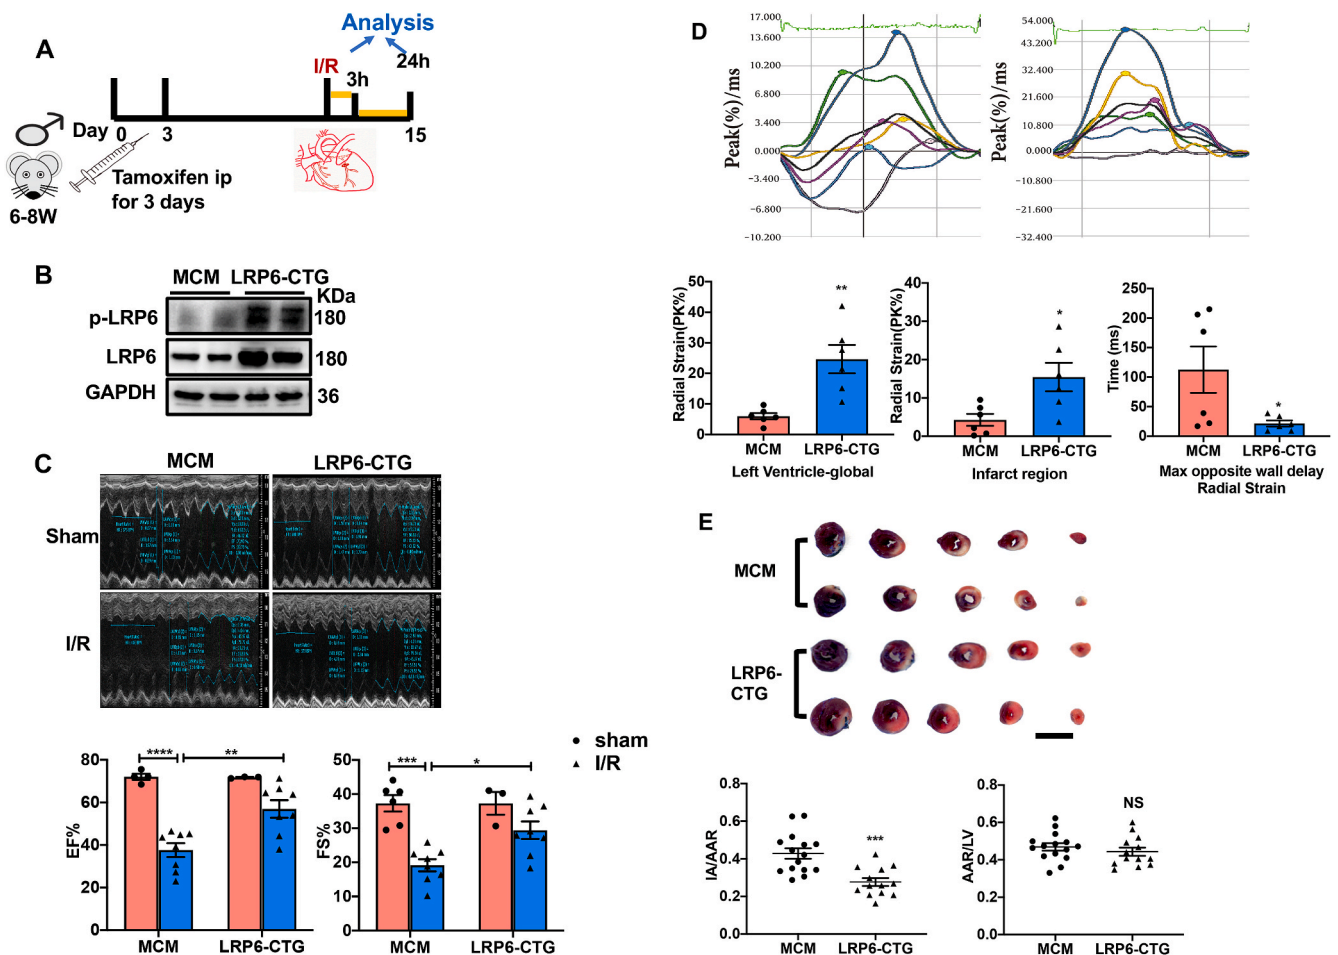 A
Analysis
I/R
3h
24h
Day
0
3
15
6-8W
Tamoxifen ip
for 3 days
B
MCM
LRP6-CTG
KDa
p-LRP6
180
LRP6
180
GAPDH
36
C
MCM
LRP6-CTG
Sham
I/R
sham
I/R
EF%
80
60
40
20
0
****
**
MCM
LRP6-CTG
FS%
50
40
30
20
10
0
***
*
MCM
LRP6-CTG
D
Peak(%)/ms
17.000
13.600
10.200
6.800
3.400
0.000
-3.400
-6.800
-10.200
Peak(%)/ms
54.000
43.200
32.400
21.600
10.800
0.000
-10.800
-21.600
-32.400
Radial Strain(PK%)
50
40
30
20
10
0
**
MCM
LRP6-CTG
Left Ventricle-global
Radial Strain(PK%)
40
30
20
10
0
*
MCM
LRP6-CTG
Infarct region
Time (ms)
250
200
150
100
50
0
*
MCM
LRP6-CTG
Max opposite wall delay
Radial Strain
E
MCM
LRP6-
CTG
IA/AAR
0.8
0.6
0.4
0.2
0.0
***
MCM
LRP6-CTG
AAR/LV
0.8
0.6
0.4
0.2
0.0
NS
MCM
LRP6-CTG